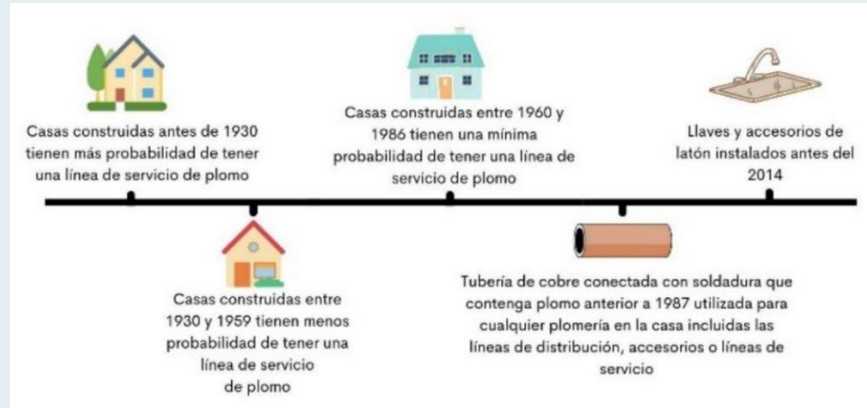 Casas construidas antes de 1930
tienen más probabilidad de tener
una línea de servicio de plomo
Casas construidas entre 1960 y
1986 tienen una mínima
probabilidad de tener una línea de
servicio de plomo
Llaves y accesorios de
latón instalados antes del
2014
Casas construidas entre
1930 y 1959 tienen menos
probabilidad de tener una
línea de servicio
de plomo
Tubería de cobre conectada con soldadura que
contenga plomo anterior a 1987 utilizada para
cualquier plomería en la casa incluidas las
líneas de distribución, accesorios o líneas de
servicio